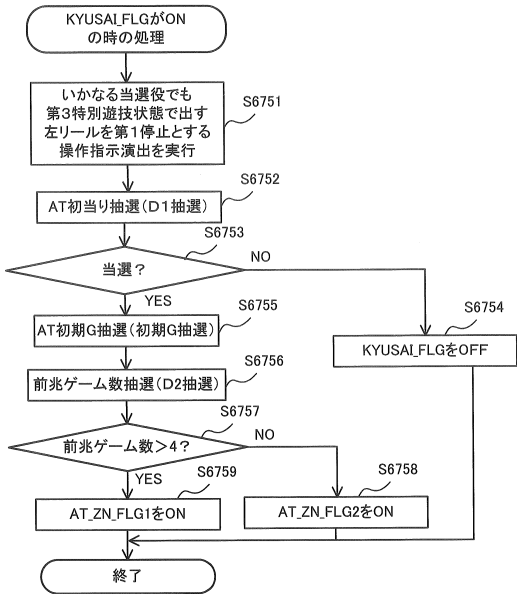 KYUSAI_FLGがON
の時の処理
いかなる当選役でも
第3特別遊技状態で出す
左リールを第1停止とする
操作指示演出を実行
S6751
S6752
AT初当り抽選(D1抽選)
S6753
当選?
NO
YES
S6754
KYUSAI_FLGをOFF
S6755
AT初期G抽選(初期G抽選)
S6756
前兆ゲーム数抽選(D2抽選)
S6757
前兆ゲーム数>4?
NO
YES
S6758
AT_ZN_FLG2をON
S6759
AT_ZN_FLG1をON
終了